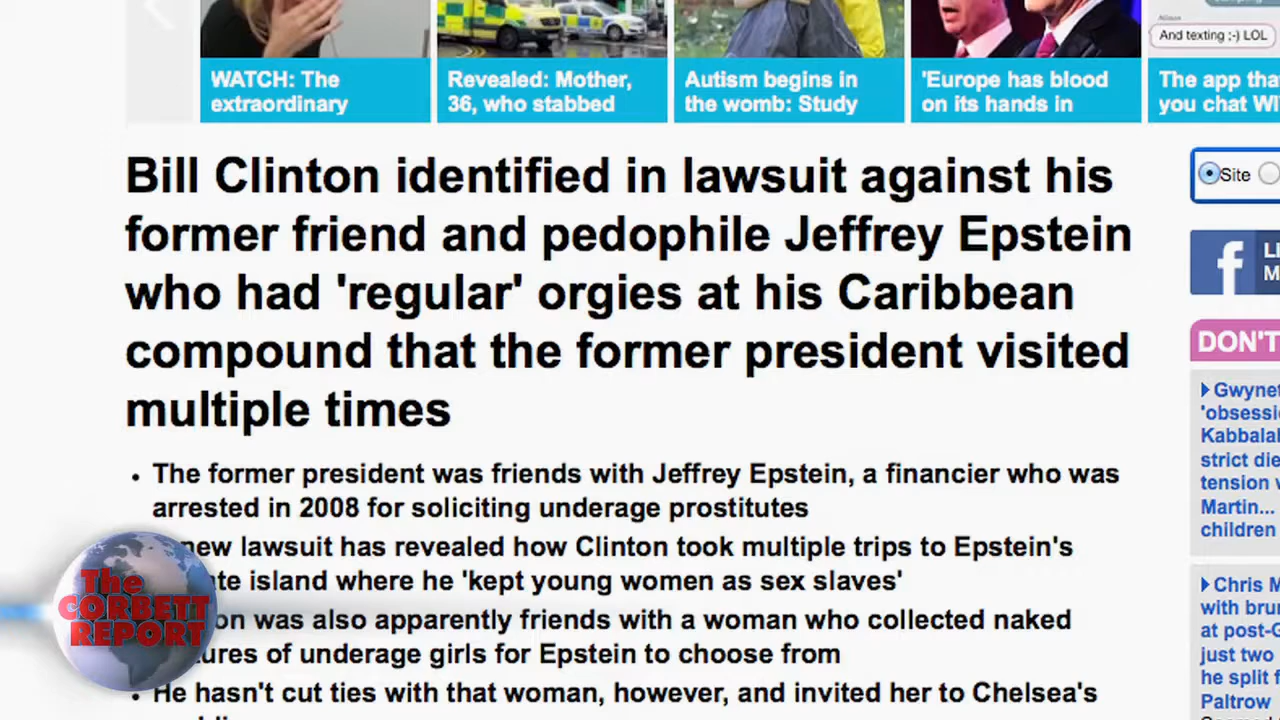 Alison
And texting ;-) LOL
WATCH: The
extraordinary
Revealed: Mother,
36, who stabbed
Autism begins in
the womb: Study
'Europe has blood
on its hands in
The app tha
you chat WI
Bill Clinton identified in lawsuit against his
former friend and pedophile Jeffrey Epstein
who had 'regular' orgies at his Caribbean
compound that the former president visited
multiple times
• The former president was friends with Jeffrey Epstein, a financier who was
arrested in 2008 for soliciting underage prostitutes
new lawsuit has revealed how Clinton took multiple trips to Epstein's
te island where he 'kept young women as sex slaves'
on was also apparently friends with a woman who collected naked
tures of underage girls for Epstein to choose from
• He hasn't cut ties with that woman, however, and invited her to Chelsea's
Site
f
DON'T
Gwynet
'obsessi
Kabbalah
strict die
tension w
Martin...
children
Chris M
with bru
at post-G
just two
he split f
Paltrow
The
CORBETT
REPORT